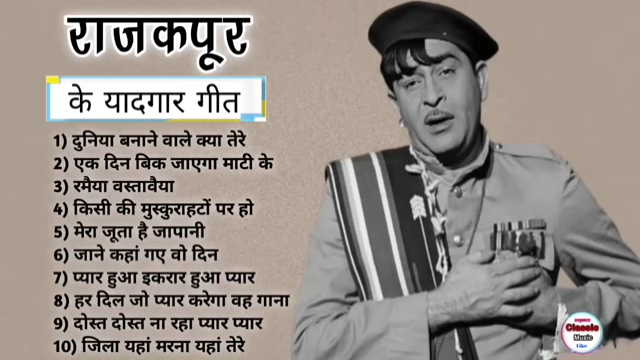 राजकपूर
के यादगार गीत
1) दुनिया बनाने वाले क्या तेरे
2) एक दिन बिक जाएगा माटी के
3) रमैया वस्तावैया
4) किसी की मुस्कुराहटों पर हो
5) मेरा जूता है जापानी
6) जाने कहां गए वो दिन
7) प्यार हुआ इकरार हुआ प्यार
8) हर दिल जो प्यार करेगा वह गाना
9) दोस्त दोस्त ना रहा प्यार प्यार
10) जिला यहां मरना यहां तेरे
Classic
Music
Like